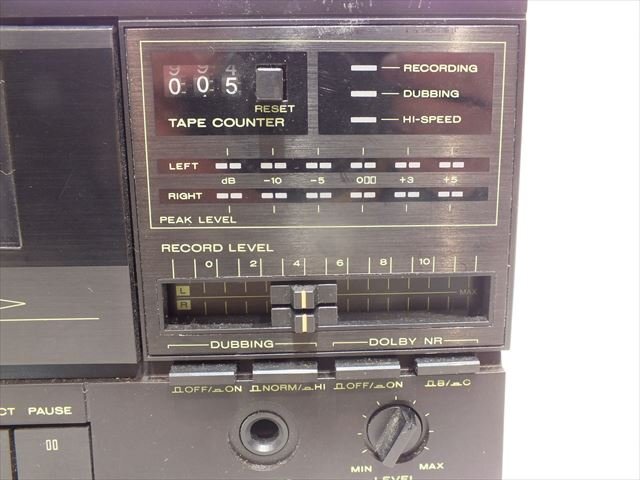 994
005
RESET
TAPE COUNTER
RECORDING
DUBBING
HI-SPEED
LEFT
dB -10 -5 0 +3 +5
RIGHT
PEAK LEVEL
RECORD LEVEL
0 2 4 6 8 10
L
R
MAX
DUBBING DOLBY NR
OFF/ON NORM/HI OFF/ON B/C
CT PAUSE
MIN MAX
LEVEL